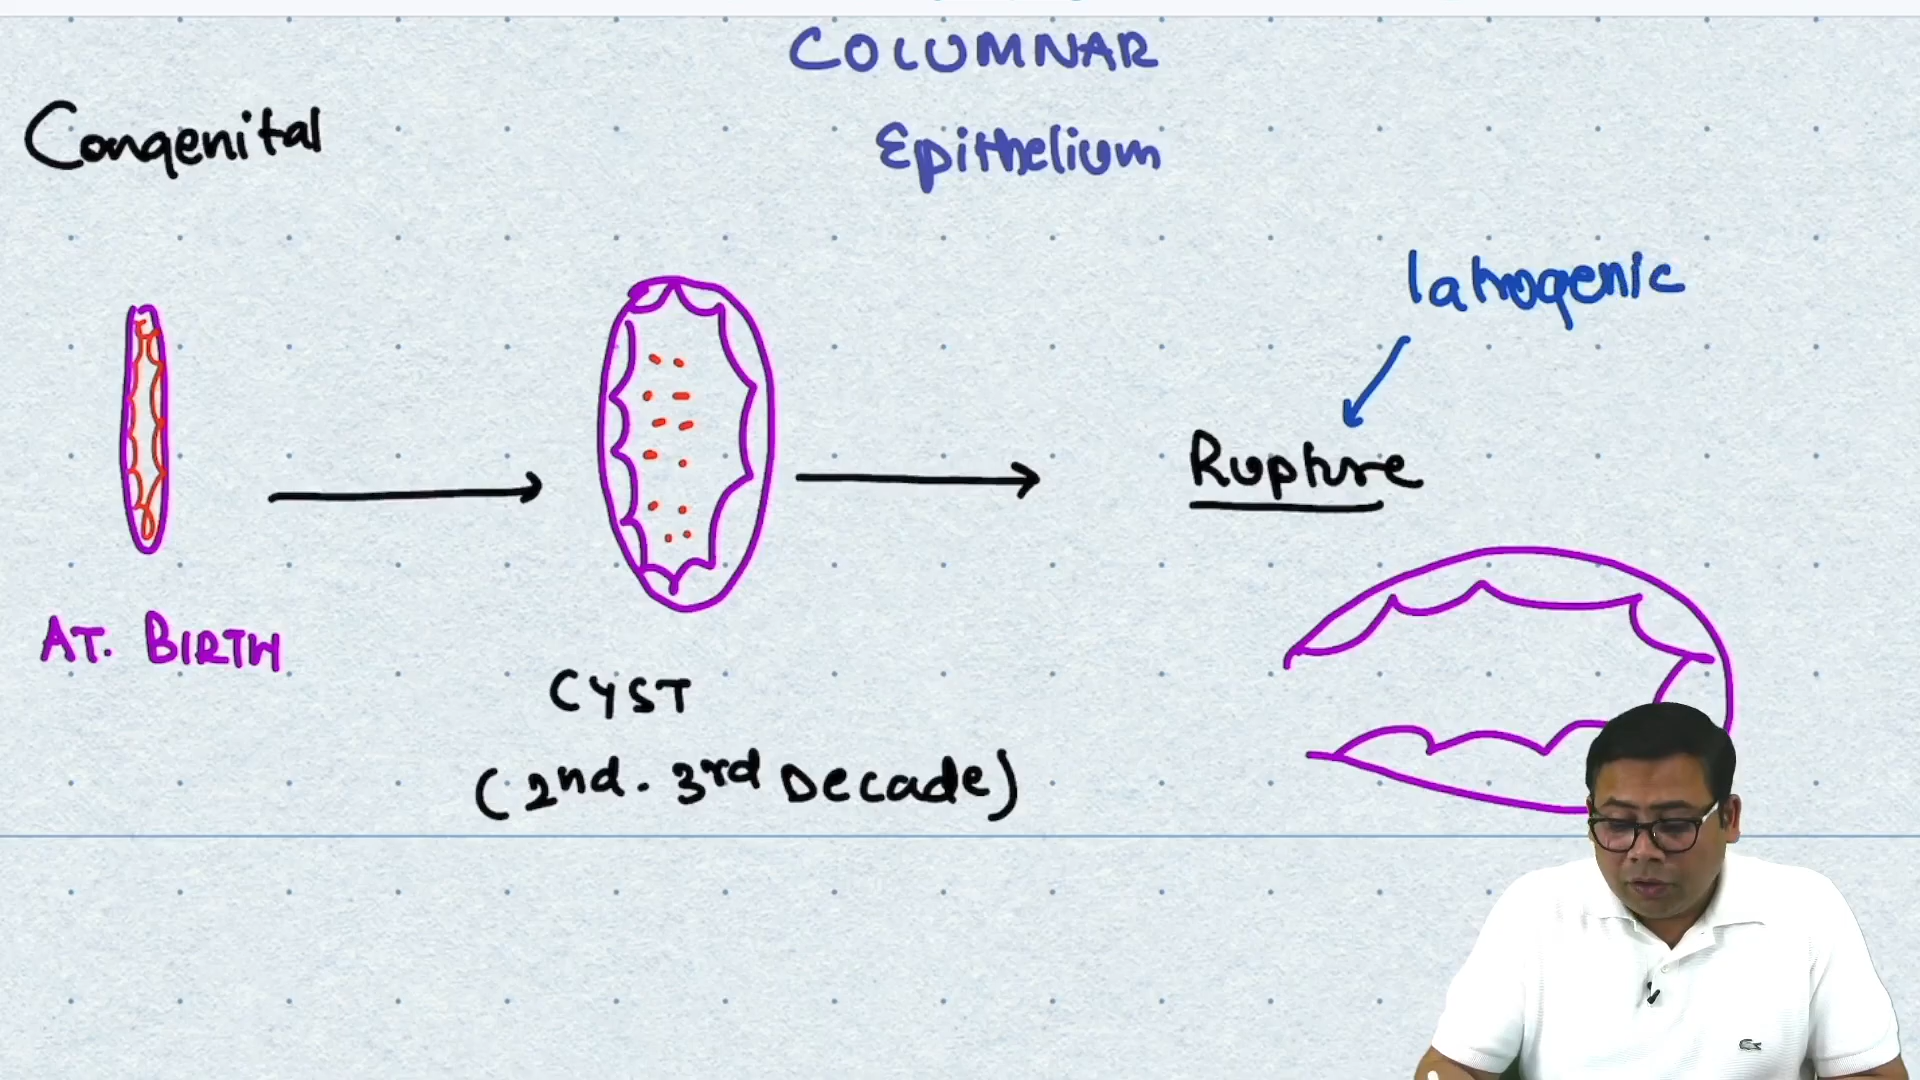 COLUMNAR
Epithelium
Congenital
Iatrogenic
Rupture
AT. BIRTH
CYST
(2nd. 3rd Decade)